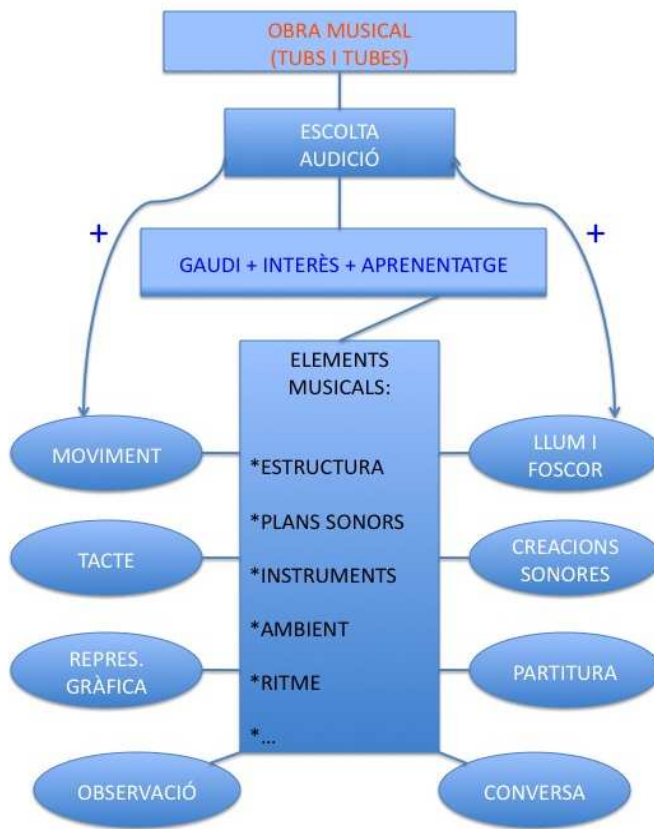 OBRA MUSICAL
(TUBS I TUBES)
ESCOLTA
AUDICIÓ
+
+
GAUDI + INTERÈS + APRENENTATGE
ELEMENTS
MUSICALS:
*ESTRUCTURA
*PLANS SONORS
*INSTRUMENTS
*AMBIENT
*RITME
*...
MOVIMENT
TACTE
REPRES.
GRÀFICA
OBSERVACIÓ
LLUM I
FOSCOR
CREACIONS
SONORES
PARTITURA
CONVERSA